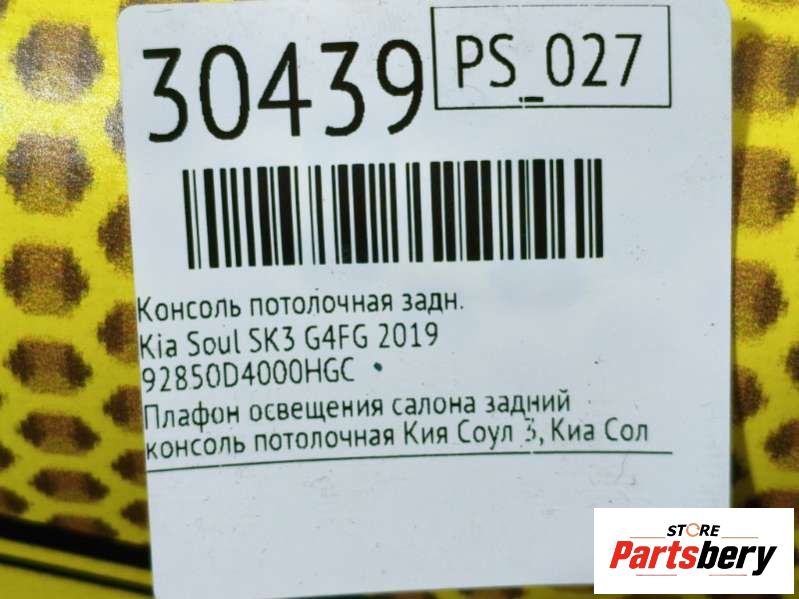 30439
PS_027
Консоль потолочная задн.
Kia Soul SK3 G4FG 2019
92850D4000HGC
Плафон освещения салона задний
консоль потолочная Кия Соул 3, Киа Сол
STORE
Partsbery